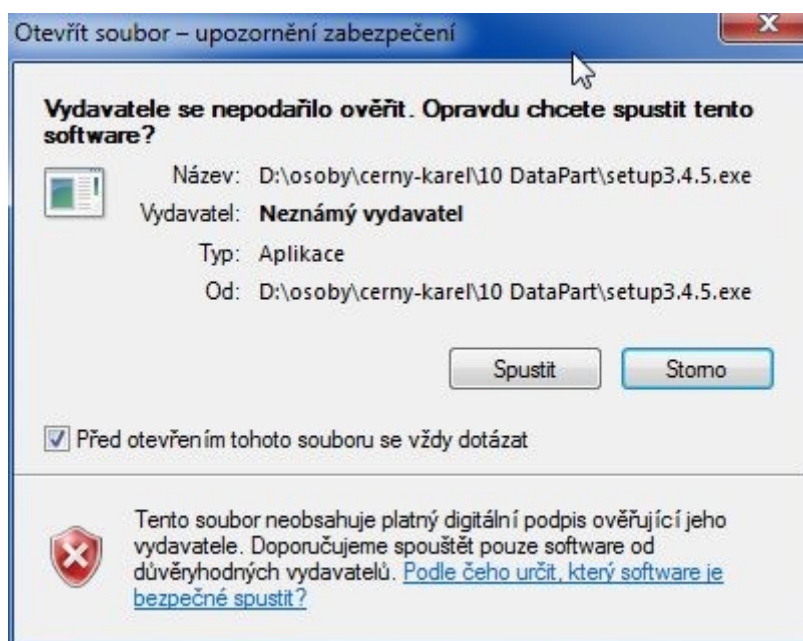 Otevřít soubor – upozornění zabezpečení
Vydavatele se nepodařilo ověřit. Opravdu chcete spustit tento
software?
Název: D:\osoby\cerny-karel\10 DataPart\setup3.4.5.exe
Vydavatel: Neznámý vydavatel
Typ: Aplikace
Od: D:\osoby\cerny-karel\10 DataPart\setup3.4.5.exe
Spustit Storno
Před otevřením tohoto souboru se vždy dotázat
Tento soubor neobsahuje platný digitální podpis ověřující jeho
vydavatele. Doporučujeme spouštět pouze software od
důvěryhodných vydavatelů. Podle čeho určit, který software je
bezpečné spustit?